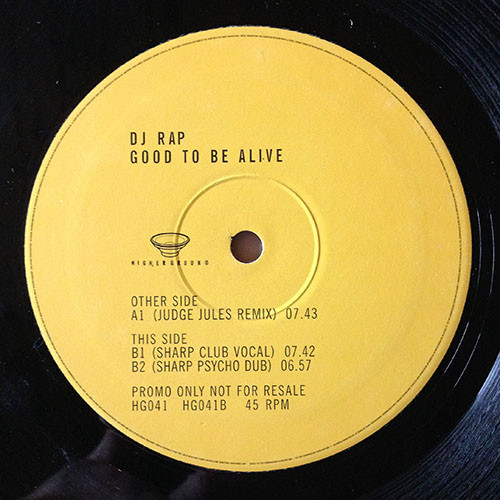 DJ RAP
GOOD TO BE ALIVE
HIGHERGROUND
OTHER SIDE
A1 (JUDGE JULES REMIX) 07.43
THIS SIDE
B1 (SHARP CLUB VOCAL) 07.42
B2 (SHARP PSYCHO DUB) 06.57
PROMO ONLY NOT FOR RESALE
HG041 HG041B 45 RPM